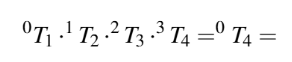 ⁰T₁ ·¹ T₂ ·² T₃ ·³ T₄ =⁰ T₄ =